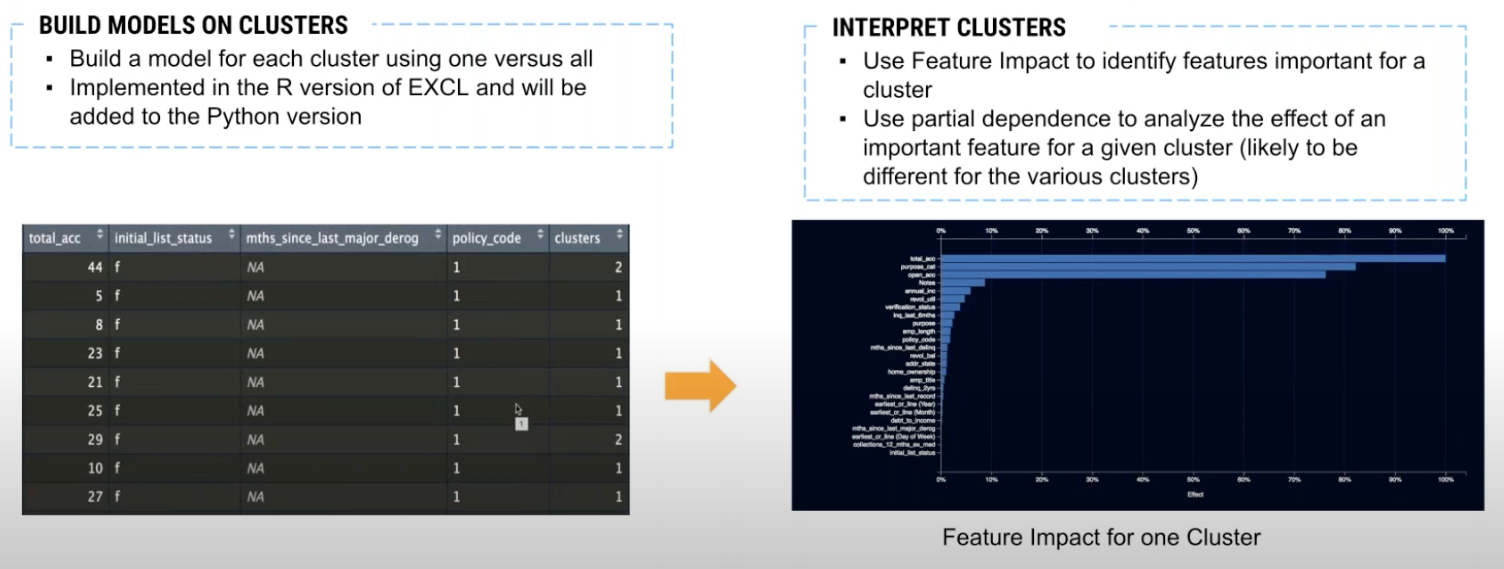 BUILD MODELS ON CLUSTERS
▪ Build a model for each cluster using one versus all
▪ Implemented in the R version of EXCL and will be
added to the Python version
INTERPRET CLUSTERS
▪ Use Feature Impact to identify features important for a
cluster
▪ Use partial dependence to analyze the effect of an
important feature for a given cluster (likely to be
different for the various clusters)
total_acc initial_list_status mths_since_last_major_derog policy_code clusters
44 f NA 1 2
5 f NA 1 1
8 f NA 1 1
23 f NA 1 1
21 f NA 1 1
25 f NA 1 1
29 f NA 1 2
10 f NA 1 1
27 f NA 1 1
1
0% 10% 20% 30% 40% 50% 60% 70% 80% 90% 100%
total_acc
purpose_cat
open_acc
Notes
annual_inc
revol_util
verification_status
inq_last_6mths
purpose
emp_length
policy_code
mths_since_last_delinq
revol_bal
addr_state
home_ownership
emp_title
delinq_2yrs
mths_since_last_record
earliest_cr_line (Year)
earliest_cr_line (Month)
debt_to_income
mths_since_last_major_derog
earliest_cr_line (Day of Week)
collections_12_mths_ex_med
initial_list_status
0% 10% 20% 30% 40% 50% 60% 70% 80% 90% 100%
Effect
Feature Impact for one Cluster